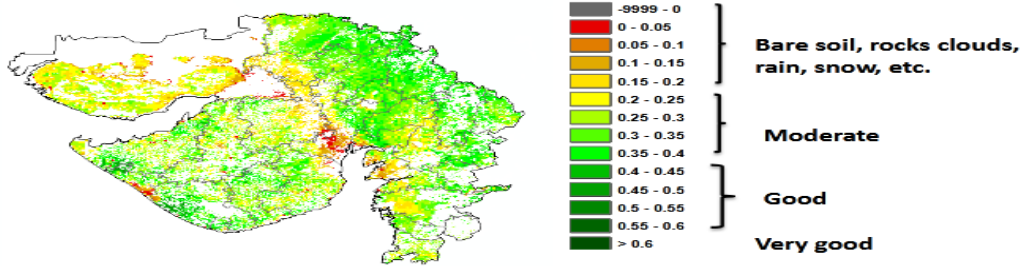 -9999 - 0
0 - 0.05
0.05 - 0.1
0.1 - 0.15
0.15 - 0.2
0.2 - 0.25
0.25 - 0.3
0.3 - 0.35
0.35 - 0.4
0.4 - 0.45
0.45 - 0.5
0.5 - 0.55
0.55 - 0.6
> 0.6
Bare soil, rocks clouds,
rain, snow, etc.
Moderate
Good
Very good